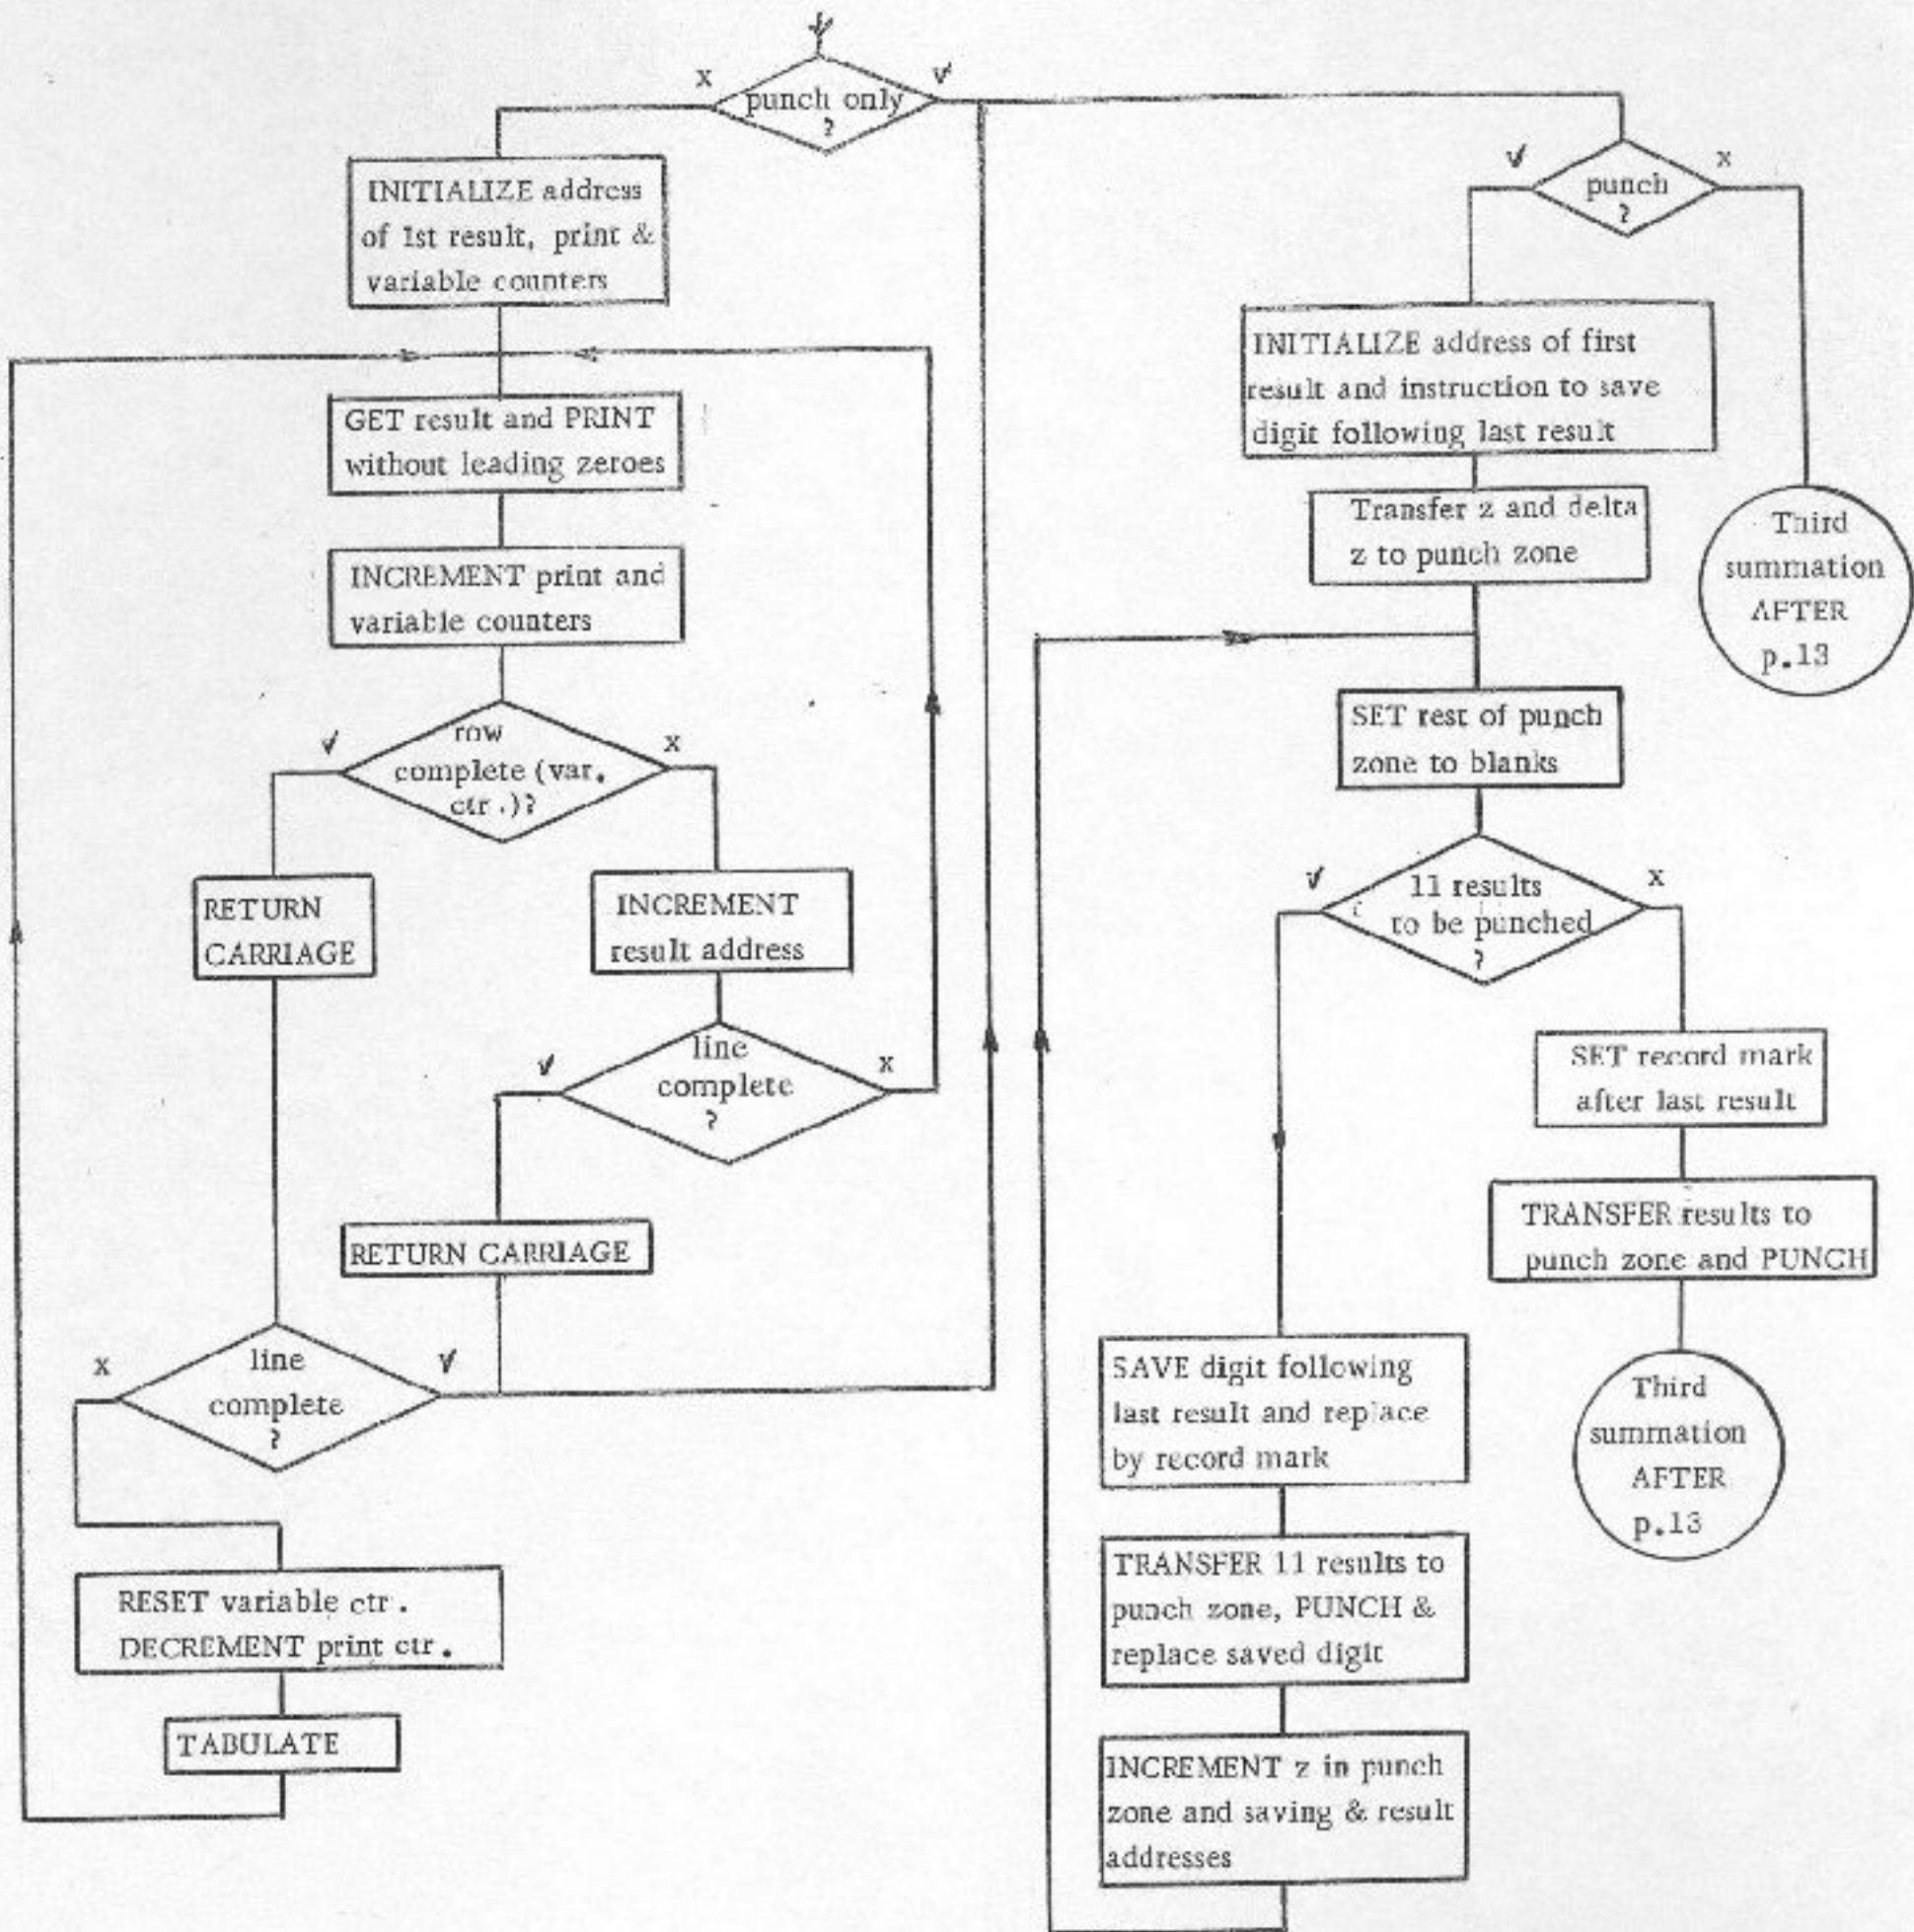 x
√
punch only
?
INITIALIZE address
of 1st result, print &
variable counters
GET result and PRINT
without leading zeroes
INCREMENT print and
variable counters
√
x
row
complete (var.
ctr.)?
RETURN
CARRIAGE
INCREMENT
result address
√
x
line
complete
?
RETURN CARRIAGE
x
√
line
complete
?
RESET variable ctr.
DECREMENT print ctr.
TABULATE
√
x
punch
?
INITIALIZE address of first
result and instruction to save
digit following last result
Transfer z and delta
z to punch zone
Third
summation
AFTER
p.13
SET rest of punch
zone to blanks
√
x
11 results
to be punched
?
SET record mark
after last result
TRANSFER results to
punch zone and PUNCH
Third
summation
AFTER
p.13
SAVE digit following
last result and replace
by record mark
TRANSFER 11 results to
punch zone, PUNCH &
replace saved digit
INCREMENT z in punch
zone and saving & result
addresses